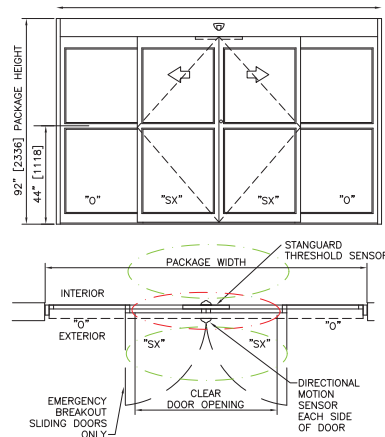 92" [2336] PACKAGE HEIGHT
44" [1118]
"O"
"SX"
"SX"
"O"
STANGUARD
THRESHOLD SENSOR
PACKAGE WIDTH
INTERIOR
"O"
EXTERIOR
"SX"
"SX"
"O"
EMERGENCY
BREAKOUT
SLIDING DOORS
ONLY
CLEAR
DOOR OPENING
DIRECTIONAL
MOTION
SENSOR
EACH SIDE
OF DOOR